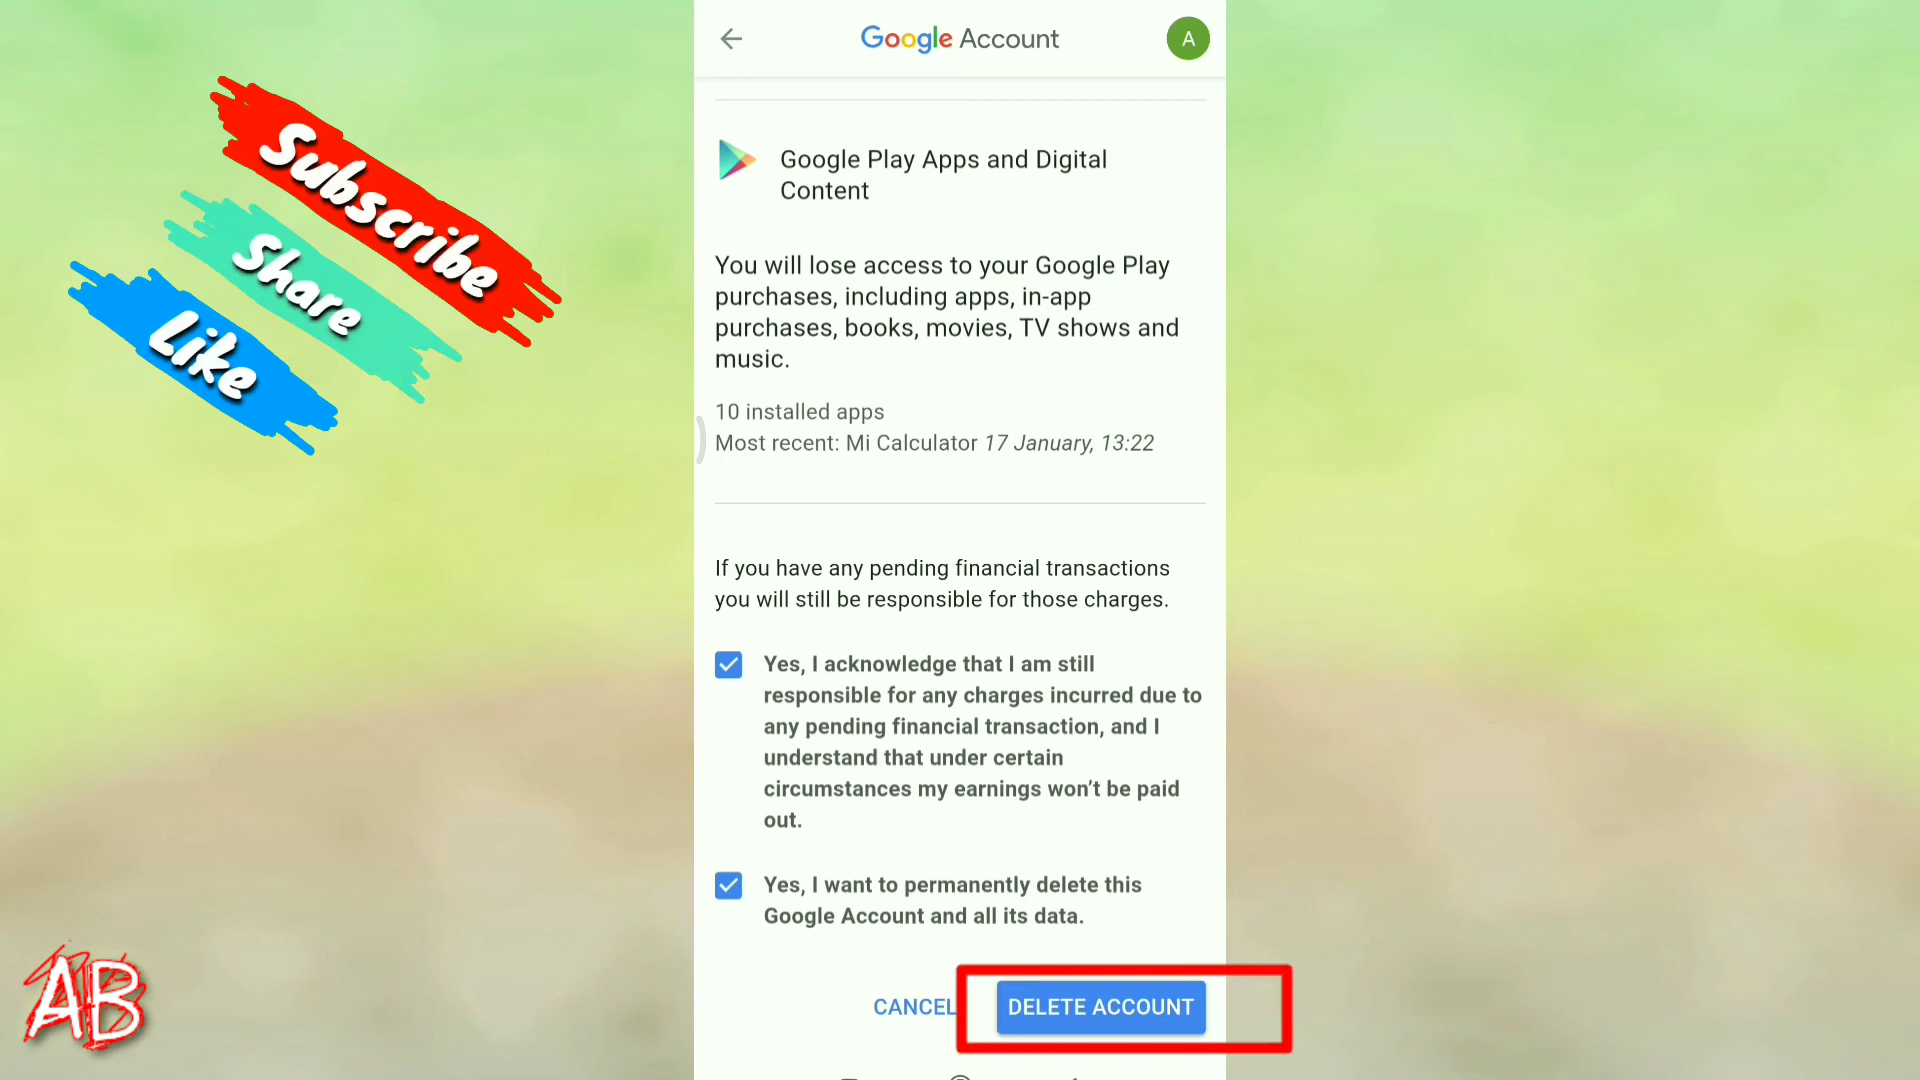 Google Account
A
Subscribe
Share
Like
Google Play Apps and Digital
Content
You will lose access to your Google Play
purchases, including apps, in-app
purchases, books, movies, TV shows and
music.
10 installed apps
Most recent: Mi Calculator 17 January, 13:22
If you have any pending financial transactions
you will still be responsible for those charges.
Yes, I acknowledge that I am still
responsible for any charges incurred due to
any pending financial transaction, and I
understand that under certain
circumstances my earnings won’t be paid
out.
Yes, I want to permanently delete this
Google Account and all its data.
CANCEL
DELETE ACCOUNT
AB